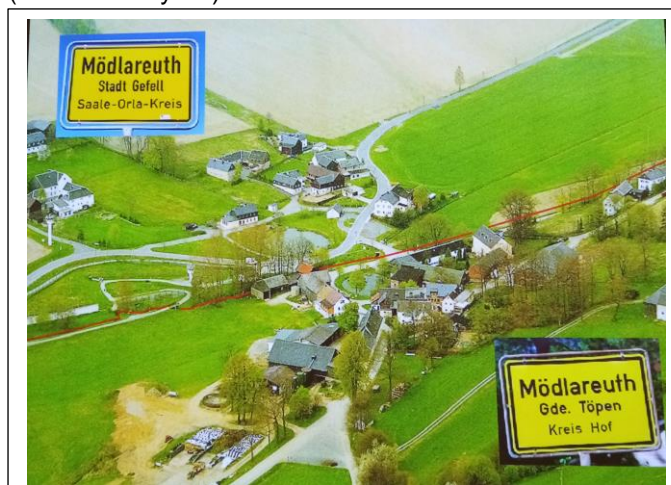 Mödlareuth
Stadt Gefell
Saale-Orla-Kreis
Mödlareuth
Gde. Töpen
Kreis Hof